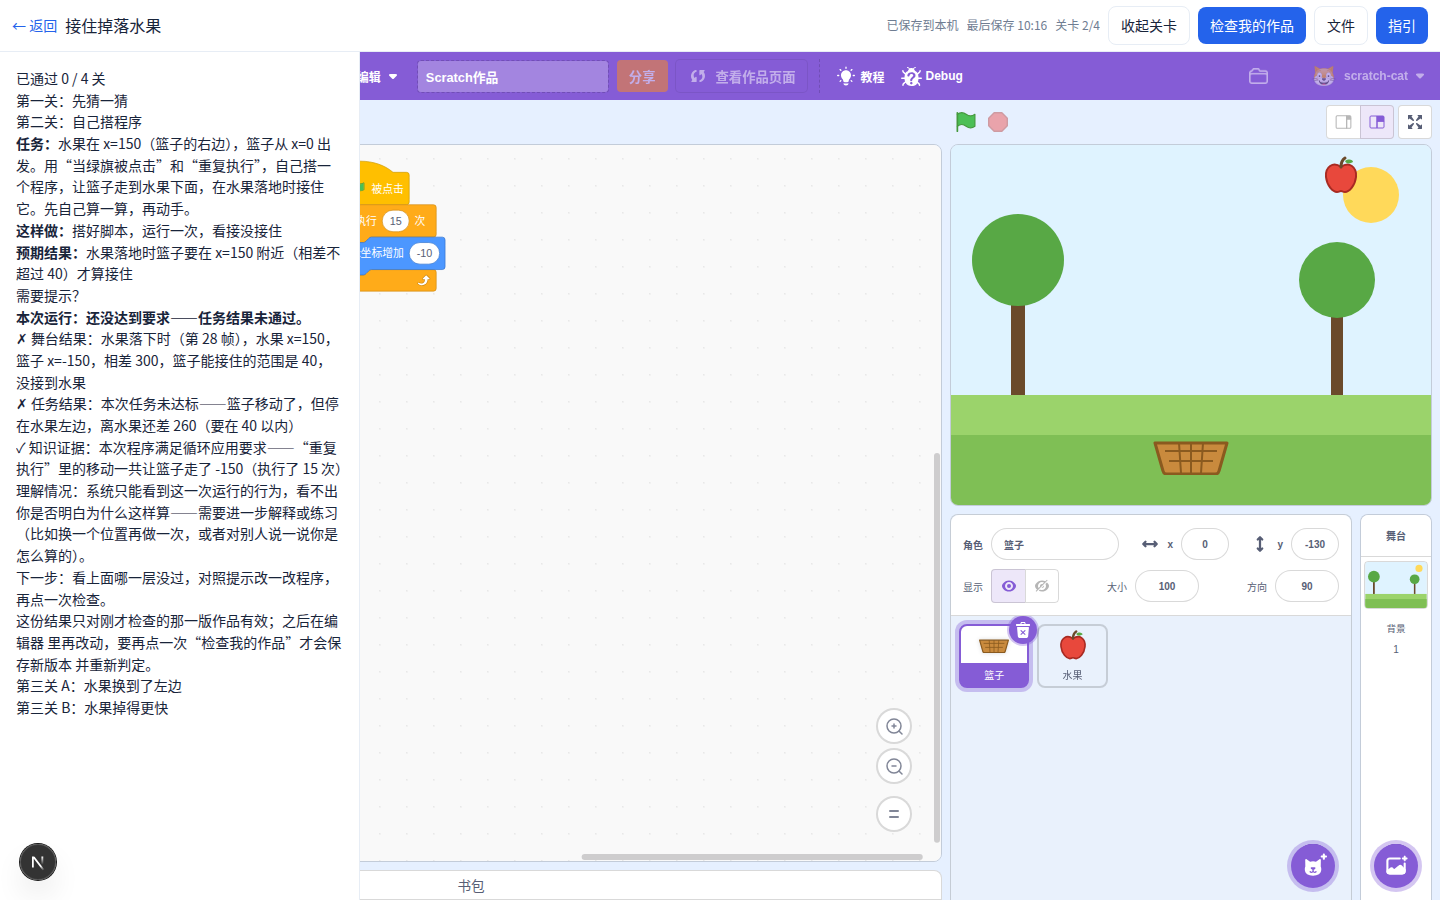 ← 返回 接住掉落水果
已保存到本机 最后保存 10:16 关卡 2/4 收起关卡 检查我的作品 文件 指引
已通过 0 / 4 关
第一关：先猜一猜
第二关：自己搭程序
任务：水果在 x=150（篮子的右边），篮子从 x=0 出
发。用“当绿旗被点击”和“重复执行”，自己搭一
个程序，让篮子走到水果下面，在水果落地时接住
它。先自己算一算，再动手。
这样做：搭好脚本，运行一次，看接没接住
预期结果：水果落地时篮子要在 x=150 附近（相差不
超过 40）才算接住
需要提示？
本次运行：还没达到要求——任务结果未通过。
✗ 舞台结果：水果落下时（第 28 帧），水果 x=150，
篮子 x=-150，相差 300，篮子能接住的范围是 40，
没接到水果
✗ 任务结果：本次任务未达标——篮子移动了，但停
在水果左边，离水果还差 260（要在 40 以内）
✓ 知识证据：本次程序满足循环应用要求——“重复
执行”里的移动一共让篮子走了 -150（执行了 15 次）
理解情况：系统只能看到这一次运行的行为，看不出
你是否明白为什么这样算——需要进一步解释或练习
（比如换一个位置再做一次，或者对别人说一说你是
怎么算的）。
下一步：看上面哪一层没过，对照提示改一改程序，
再点一次检查。
这份结果只对刚才检查的那一版作品有效；之后在编
辑器 里再改动，要再点一次“检查我的作品”才会保
存新版本 并重新判定。
第三关 A：水果换到了左边
第三关 B：水果掉得更快
编辑 Scratch作品 分享 查看作品页面 教程 Debug scratch-cat
被点击
执行 15 次
坐标增加 -10
书包
角色 篮子 x 0 y -130
显示 大小 100 方向 90
篮子 水果
舞台
背景
1
N